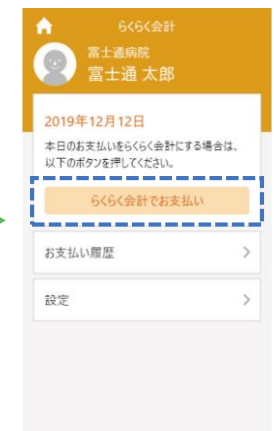 らくらく会計
富士通病院
富士通 太郎
2019年12月12日
本日のお支払いをらくらく会計にする場合は、
以下のボタンを押してください。
らくらく会計でお支払い
お支払い履歴
設定